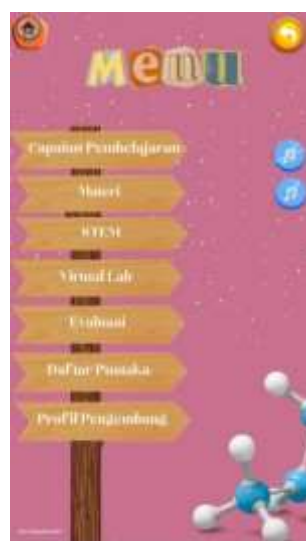 Menu
Capaian Pembelajaran
Materi
STEM
Virtual Lab
Evaluasi
Daftar Pustaka
Profil Pengembang